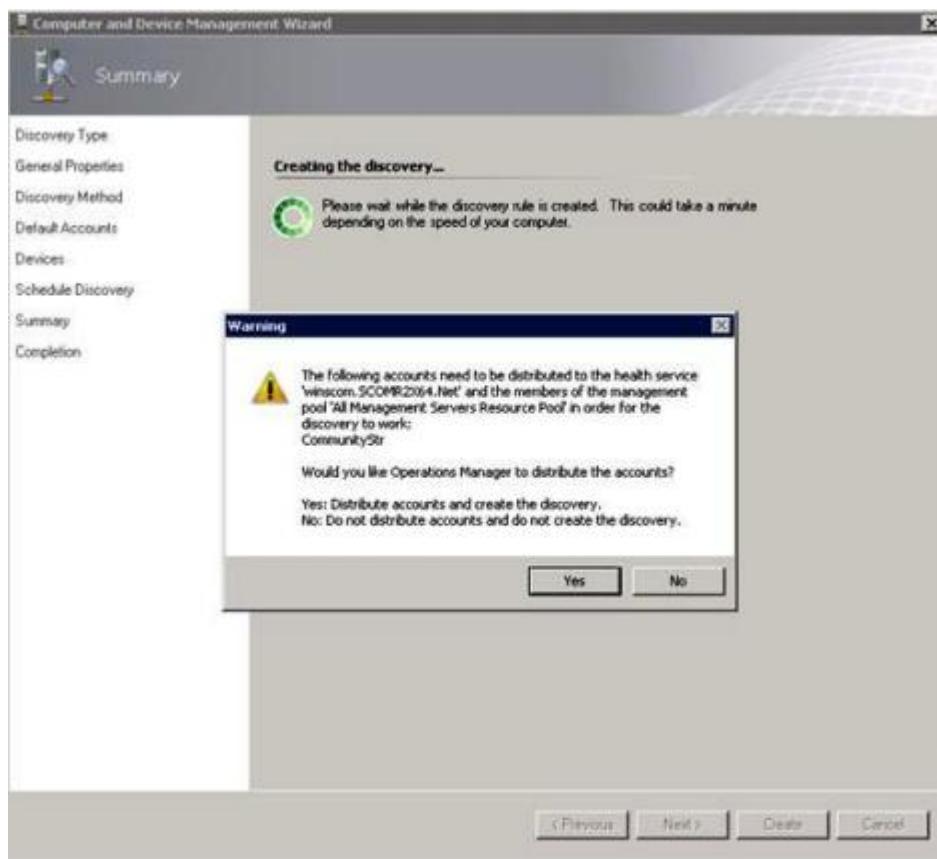 Computer and Device Management Wizard
Summary
Discovery Type
General Properties
Discovery Method
Default Accounts
Devices
Schedule Discovery
Summary
Completion
Creating the discovery...
Please wait while the discovery rule is created. This could take a minute
depending on the speed of your computer.
Warning
The following accounts need to be distributed to the health service
'winscom.SCOMR2X64.Net' and the members of the management
pool 'All Management Servers Resource Pool' in order for the
discovery to work:
CommunityStr
Would you like Operations Manager to distribute the accounts?
Yes: Distribute accounts and create the discovery.
No: Do not distribute accounts and do not create the discovery.
Yes
No
< Previous
Next >
Create
Cancel